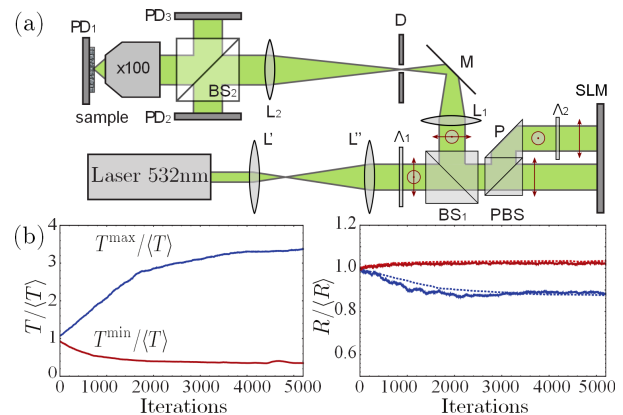 (a)
PD3
D
PD1
M
SLM
x100
BS2
L2
L1
Λ2
P
sample
PD2
L'
L''
Λ1
Laser 532nm
BS1
PBS
(b)
T/⟨T⟩
4
3
2
1
0
T^max/⟨T⟩
T^min/⟨T⟩
0 1000 2000 3000 4000 5000
Iterations
R/⟨R⟩
1.2
1.0
0.8
0.6
0 1000 2000 3000 4000 5000
Iterations